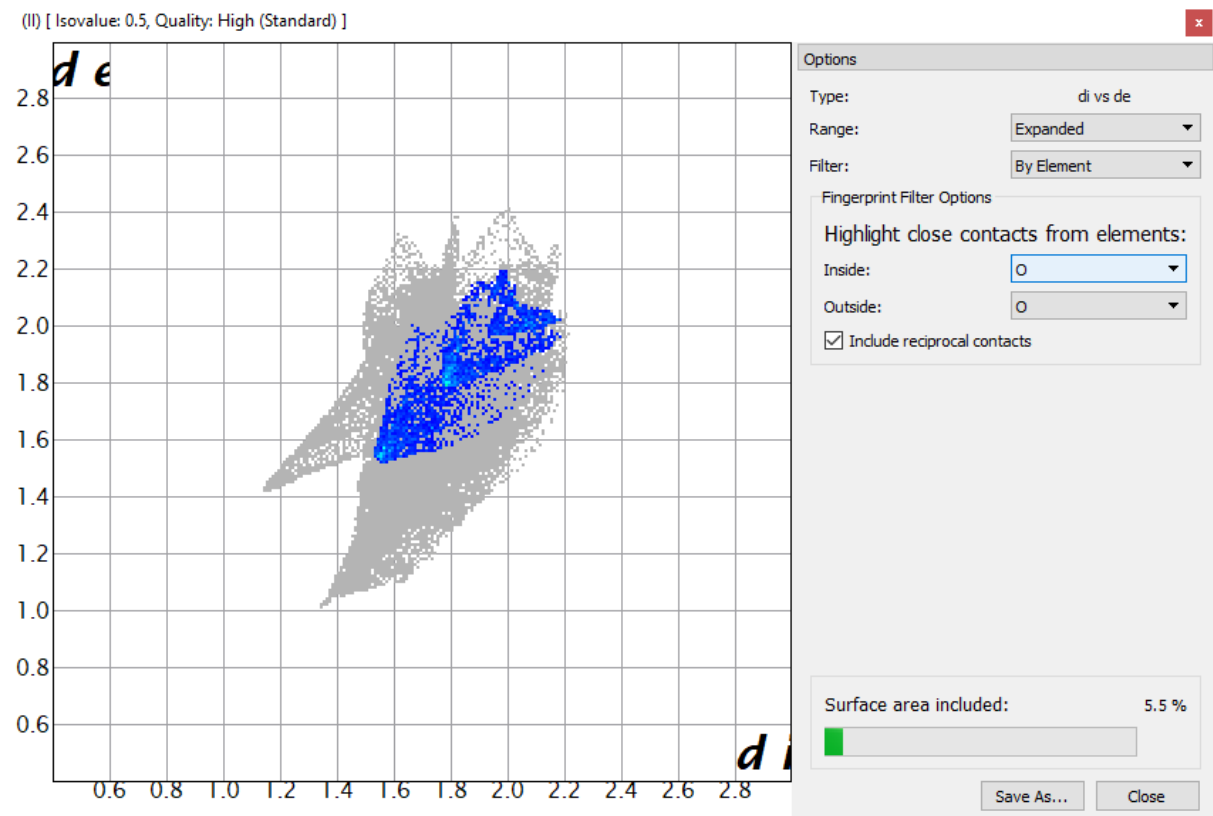 (II) [ Isovalue: 0.5, Quality: High (Standard) ]
x
d e
2.8
2.6
2.4
2.2
2.0
1.8
1.6
1.4
1.2
1.0
0.8
0.6
d i
0.6 0.8 1.0 1.2 1.4 1.6 1.8 2.0 2.2 2.4 2.6 2.8
Options
Type: di vs de
Range: Expanded
Filter: By Element
Fingerprint Filter Options
Highlight close contacts from elements:
Inside: O
Outside: O
Include reciprocal contacts
Surface area included: 5.5 %
Save As... Close